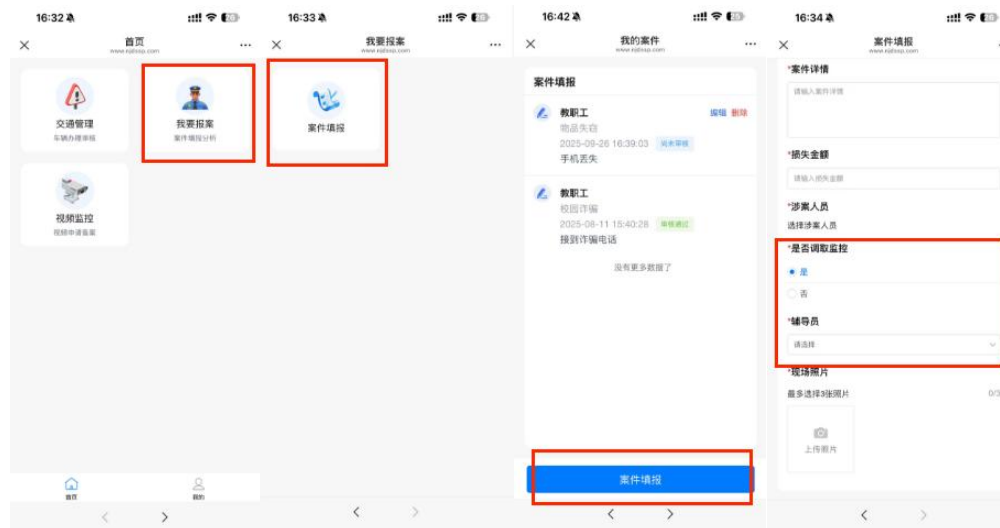 16:32
首页
www.njdoop.com
交通管理
车辆办理审核
我要报案
案件填报分析
视频监控
视频申请备案
首页
我的
16:33
我要报案
案件填报
16:42
我的案件
案件填报
教职工
编辑 删除
物品失窃
2025-09-26 16:39:03 尚未审核
手机丢失
教职工
校园诈骗
2025-08-11 15:40:28 审核通过
接到诈骗电话
没有更多数据了
案件填报
16:34
案件填报
*案件详情
请输入案件详情
*损失金额
请输入损失金额
*涉案人员
选择涉案人员
*是否调取监控
是
否
*辅导员
请选择
*现场照片
最多选择3张照片
0/3
上传照片